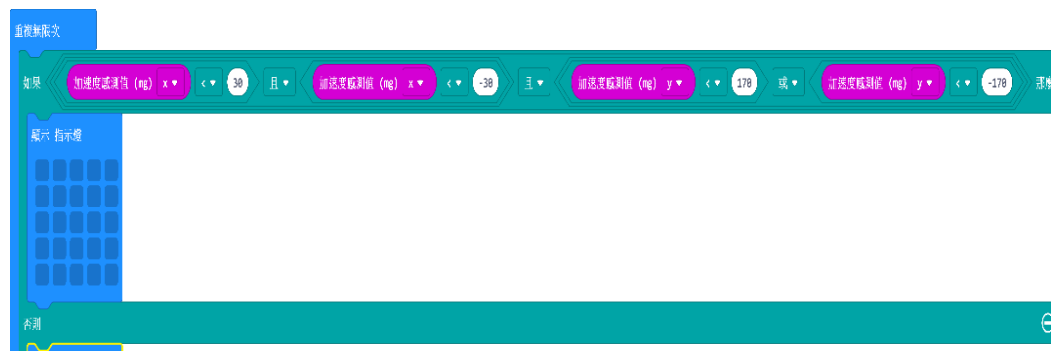 重複無限次
如果 加速度感測值 (mg) x ▼ < ▼ 30 且 ▼ 加速度感測值 (mg) x ▼ < ▼ -30 且 ▼ 加速度感測值 (mg) y ▼ < ▼ 170 或 ▼ 加速度感測值 (mg) y ▼ < ▼ -170 那麼
顯示 指示燈
否則